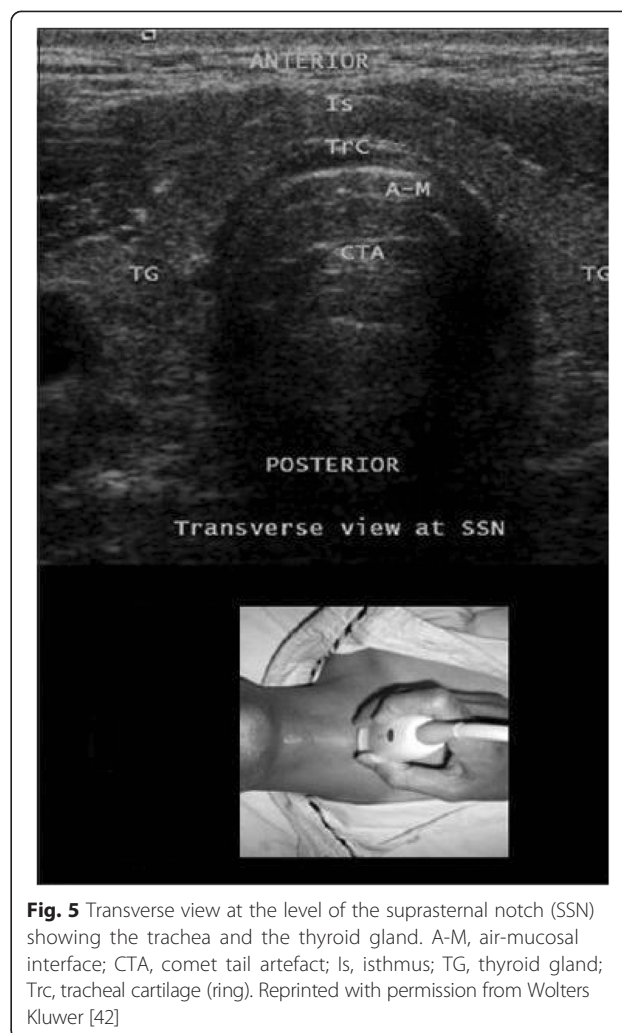 ANTERIOR
Is
TrC
A-M
CTA
TG
TG
POSTERIOR
Transverse view at SSN
Fig. 5 Transverse view at the level of the suprasternal notch (SSN)
showing the trachea and the thyroid gland. A-M, air-mucosal
interface; CTA, comet tail artefact; Is, isthmus; TG, thyroid gland;
Trc, tracheal cartilage (ring). Reprinted with permission from Wolters
Kluwer [42]